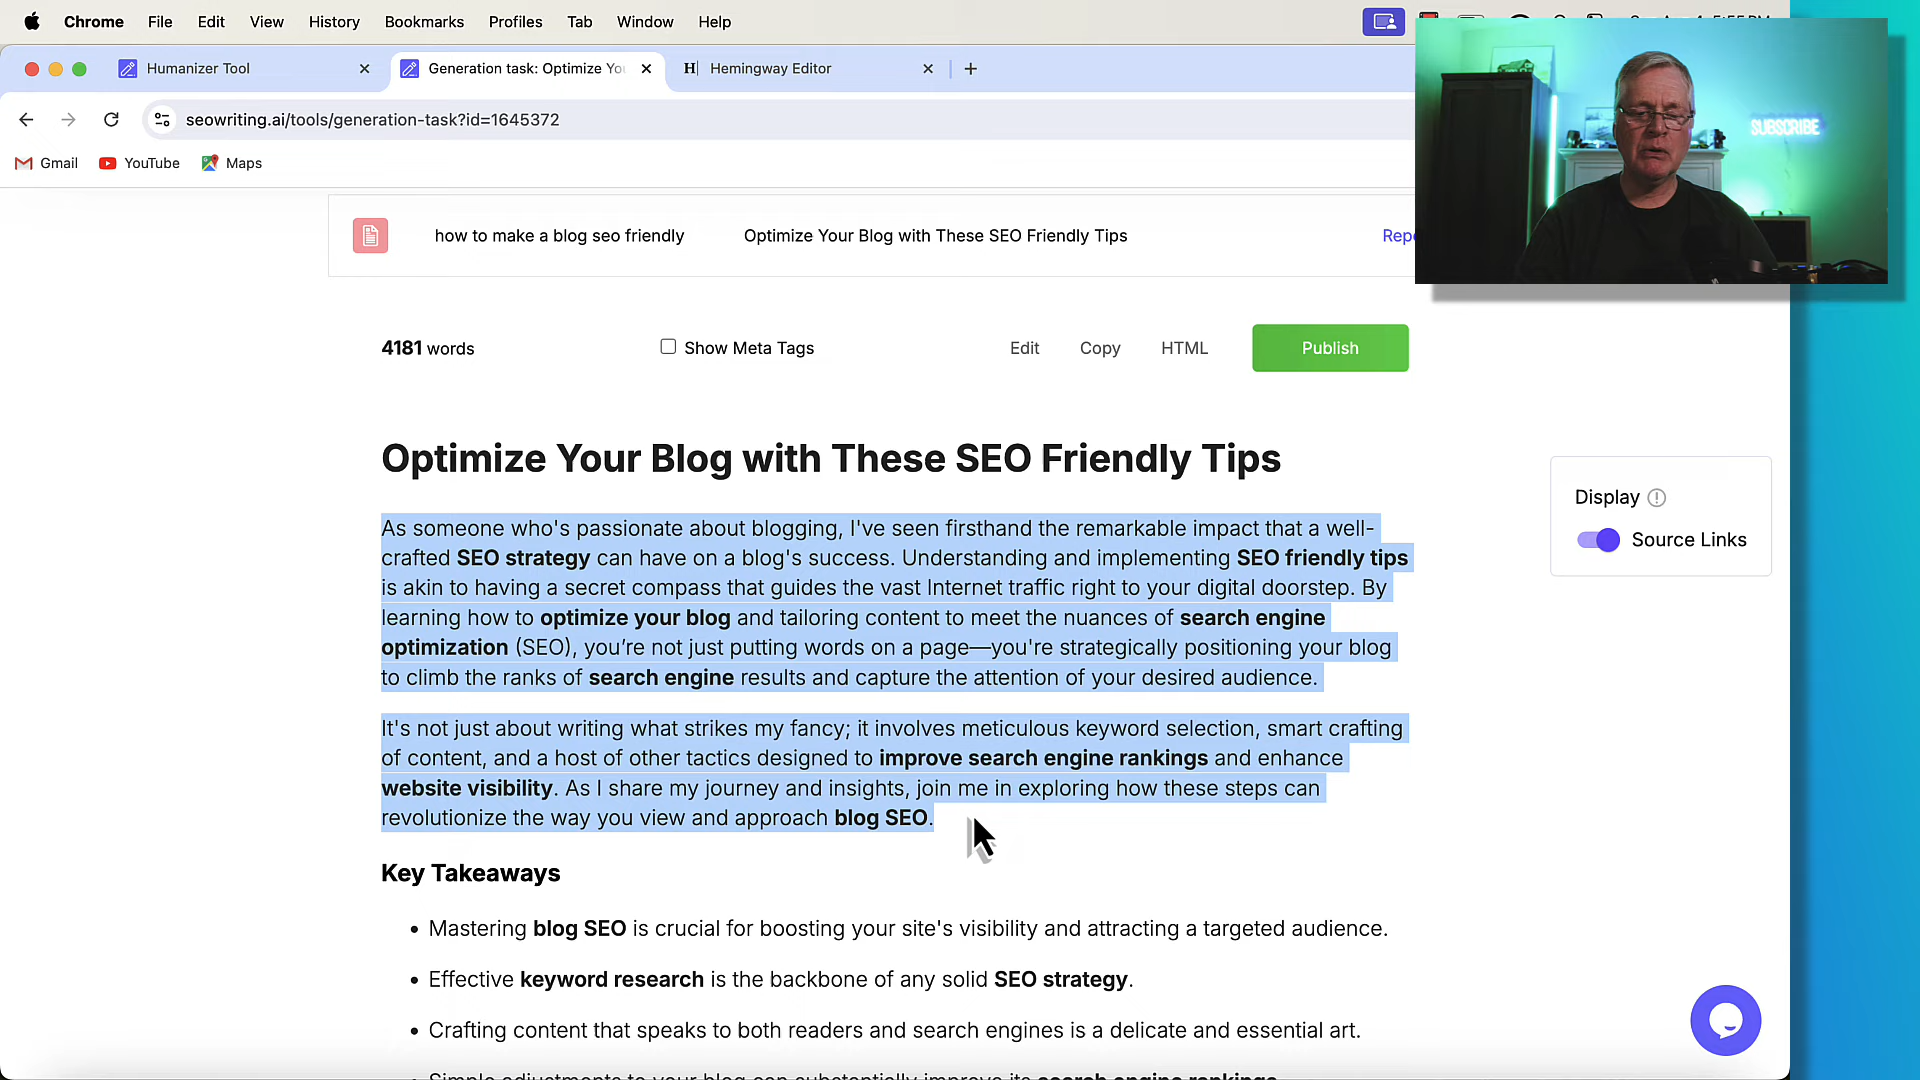 Chrome File Edit View History Bookmarks Profiles Tab Window Help
Humanizer Tool
Generation task: Optimize Yo
H Hemingway Editor
seowriting.ai/tools/generation-task?id=1645372
Gmail YouTube Maps
SUBSCRIBE
how to make a blog seo friendly Optimize Your Blog with These SEO Friendly Tips
4181 words Show Meta Tags Edit Copy HTML Publish
Optimize Your Blog with These SEO Friendly Tips
Display
Source Links
As someone who's passionate about blogging, I've seen firsthand the remarkable impact that a well-
crafted SEO strategy can have on a blog's success. Understanding and implementing SEO friendly tips
is akin to having a secret compass that guides the vast Internet traffic right to your digital doorstep. By
learning how to optimize your blog and tailoring content to meet the nuances of search engine
optimization (SEO), you’re not just putting words on a page—you're strategically positioning your blog
to climb the ranks of search engine results and capture the attention of your desired audience.
It's not just about writing what strikes my fancy; it involves meticulous keyword selection, smart crafting
of content, and a host of other tactics designed to improve search engine rankings and enhance
website visibility. As I share my journey and insights, join me in exploring how these steps can
revolutionize the way you view and approach blog SEO.
Key Takeaways
• Mastering blog SEO is crucial for boosting your site's visibility and attracting a targeted audience.
• Effective keyword research is the backbone of any solid SEO strategy.
• Crafting content that speaks to both readers and search engines is a delicate and essential art.
• Simple adjustments to your blog can substantially improve its search engine rankings.